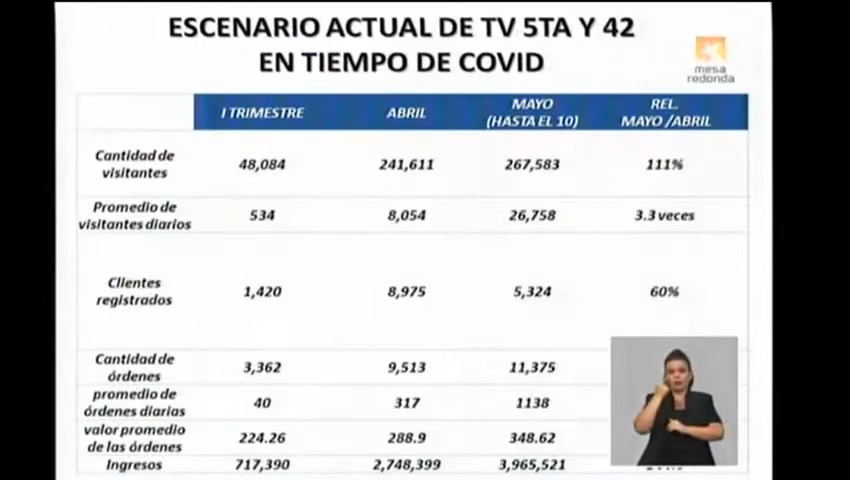 ESCENARIO ACTUAL DE TV 5TA Y 42
EN TIEMPO DE COVID
mesa
redonda
I TRIMESTRE ABRIL MAYO (HASTA EL 10) REL. MAYO /ABRIL
Cantidad de visitantes 48,084 241,611 267,583 111%
Promedio de visitantes diarios 534 8,054 26,758 3.3 veces
Clientes registrados 1,420 8,975 5,324 60%
Cantidad de órdenes 3,362 9,513 11,375
promedio de órdenes diarias 40 317 1138
valor promedio de las órdenes 224.26 288.9 348.62
Ingresos 717,390 2,748,399 3,965,521